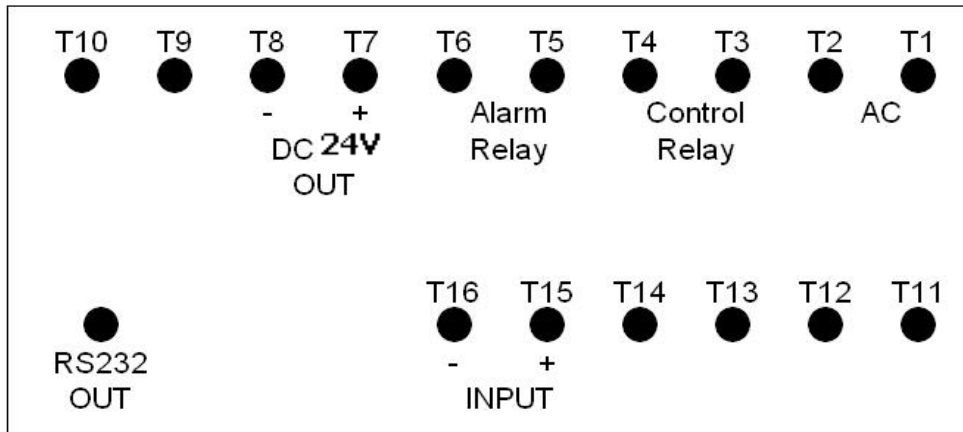 T10 T9 T8 T7 T6 T5 T4 T3 T2 T1
- + Alarm Control AC
DC 24V Relay Relay
OUT
T16 T15 T14 T13 T12 T11
RS232 - +
OUT INPUT